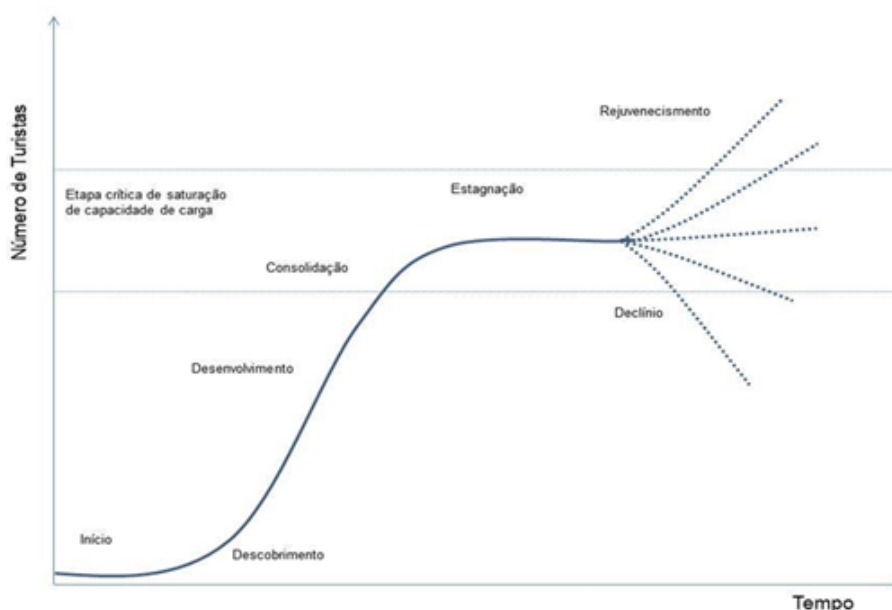 Número de Turistas
Rejuvenecismento
Etapa crítica de saturação
de capacidade de carga
Estagnação
Consolidação
Declínio
Desenvolvimento
Início
Descobrimento
Tempo